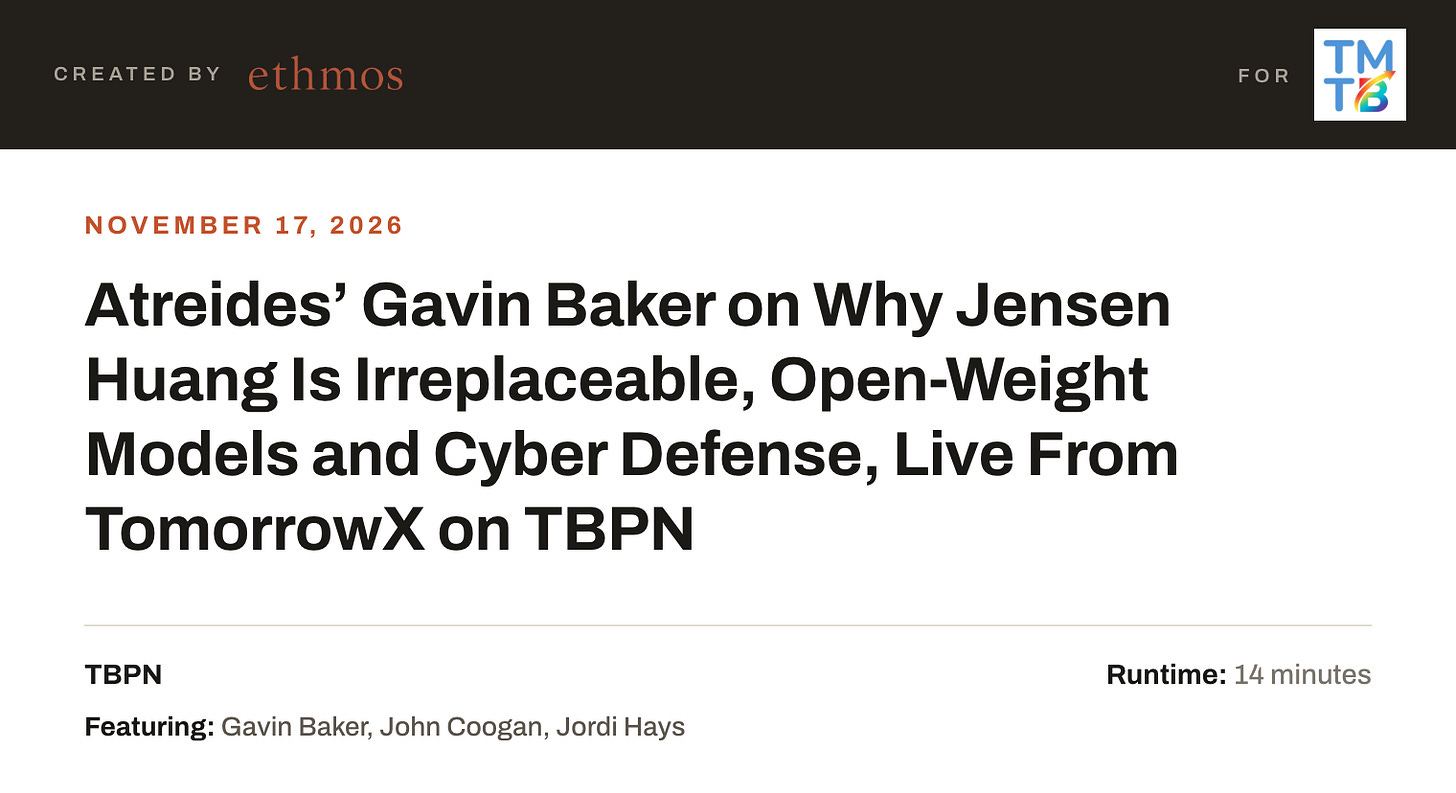 CREATED BY ethmos
FOR TMTB
NOVEMBER 17, 2026
Atreides’ Gavin Baker on Why Jensen
Huang Is Irreplaceable, Open-Weight
Models and Cyber Defense, Live From
TomorrowX on TBPN
TBPN
Runtime: 14 minutes
Featuring: Gavin Baker, John Coogan, Jordi Hays